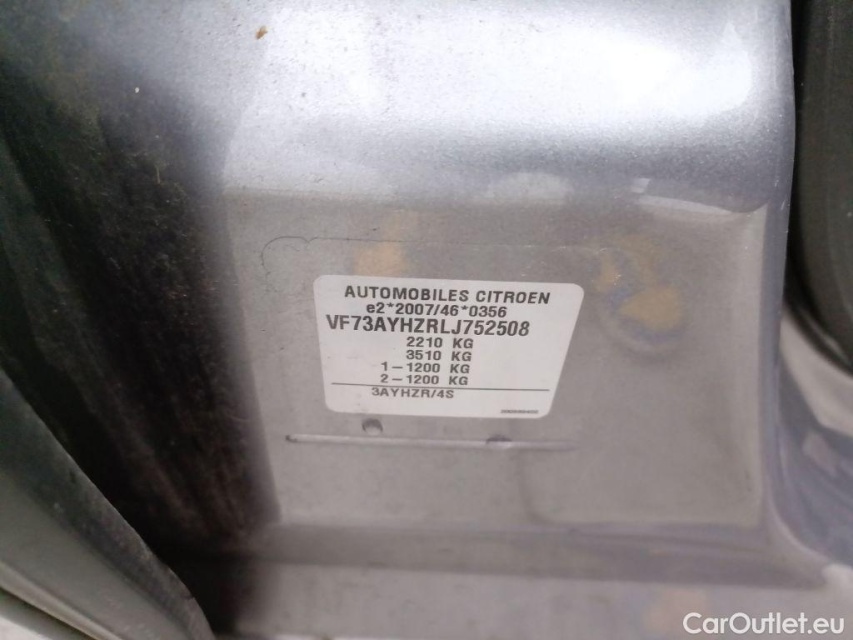 AUTOMOBILES CITROEN
e2*2007/46*0356
VF73AYHZRLJ752508
2210 KG
3510 KG
1-1200 KG
2-1200 KG
3AYHZR/4S
CarOutlet.eu